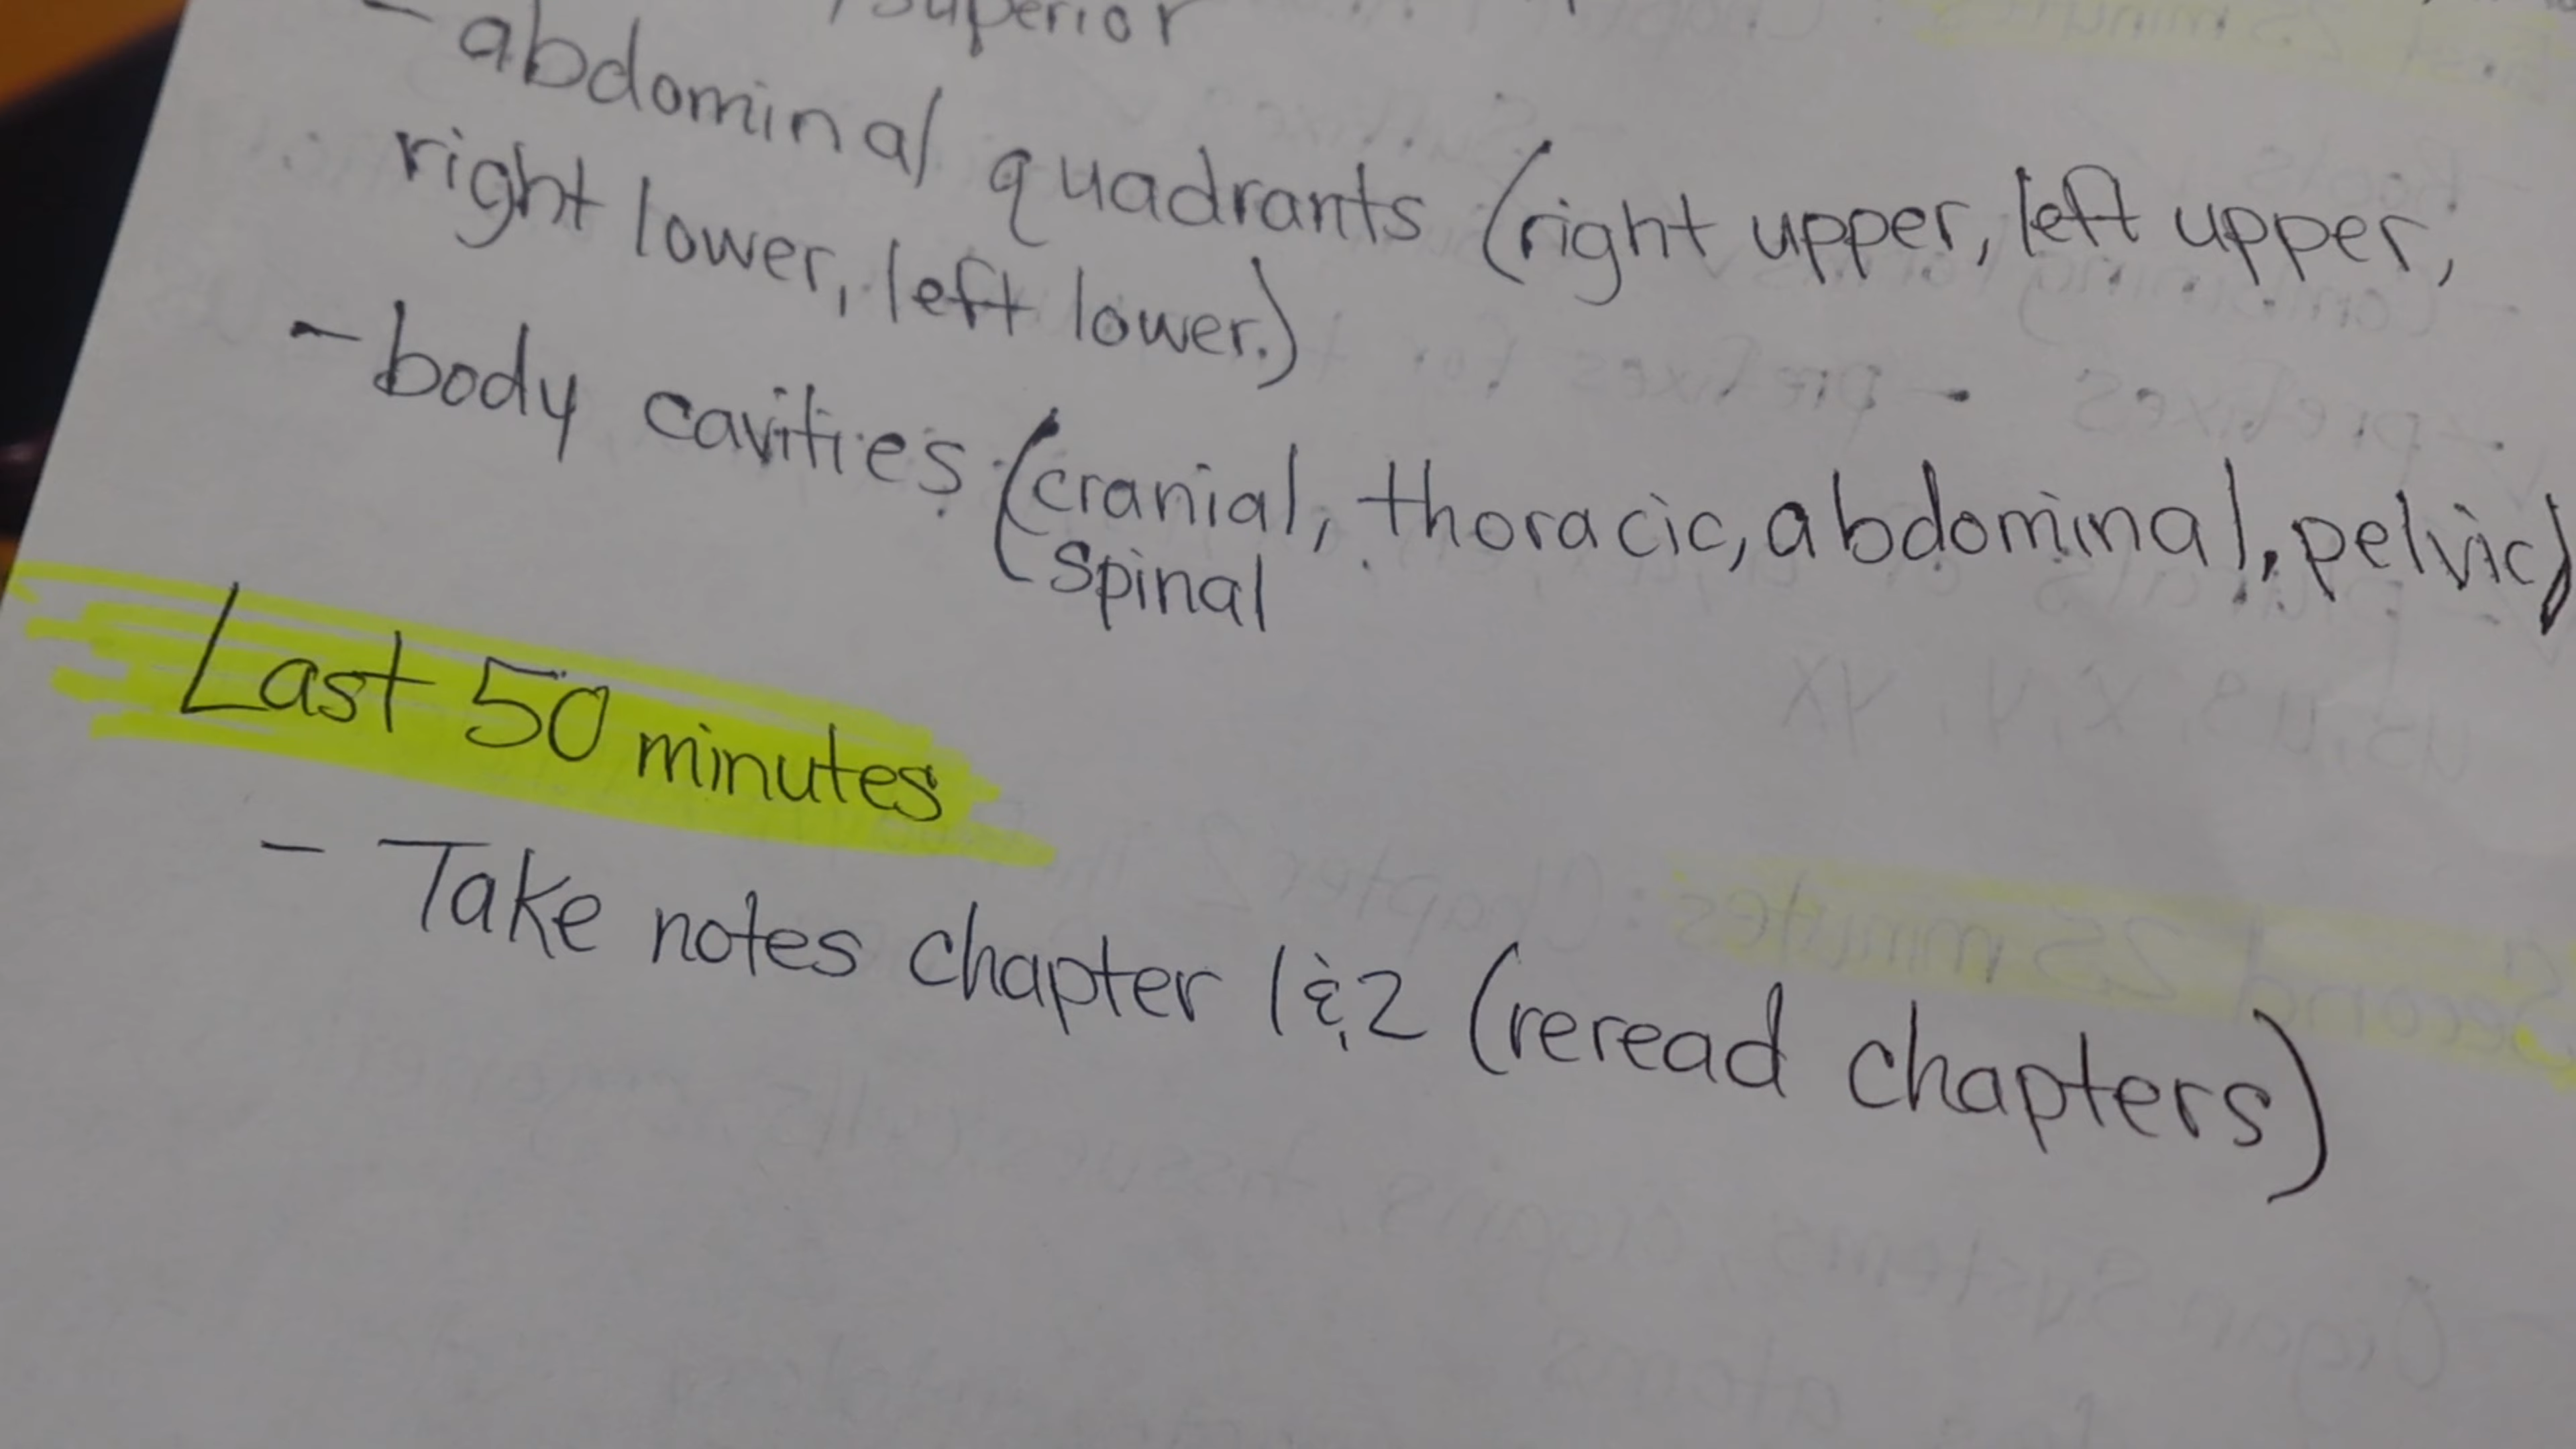 /superior
- abdominal quadrants (right upper, left upper,
right lower, left lower.)
- body cavities (cranial, thoracic, abdominal, pelvic)
spinal
Last 50 minutes
- Take notes chapter 1 & 2 (reread chapters)